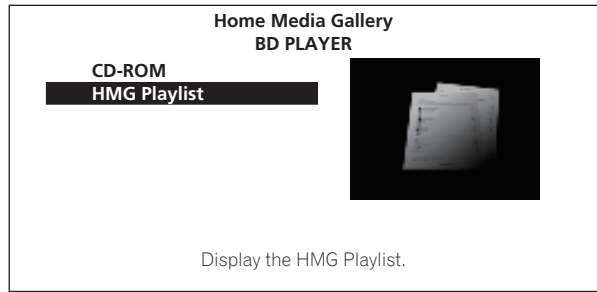 Home Media Gallery
BD PLAYER
CD-ROM
HMG Playlist
Display the HMG Playlist.